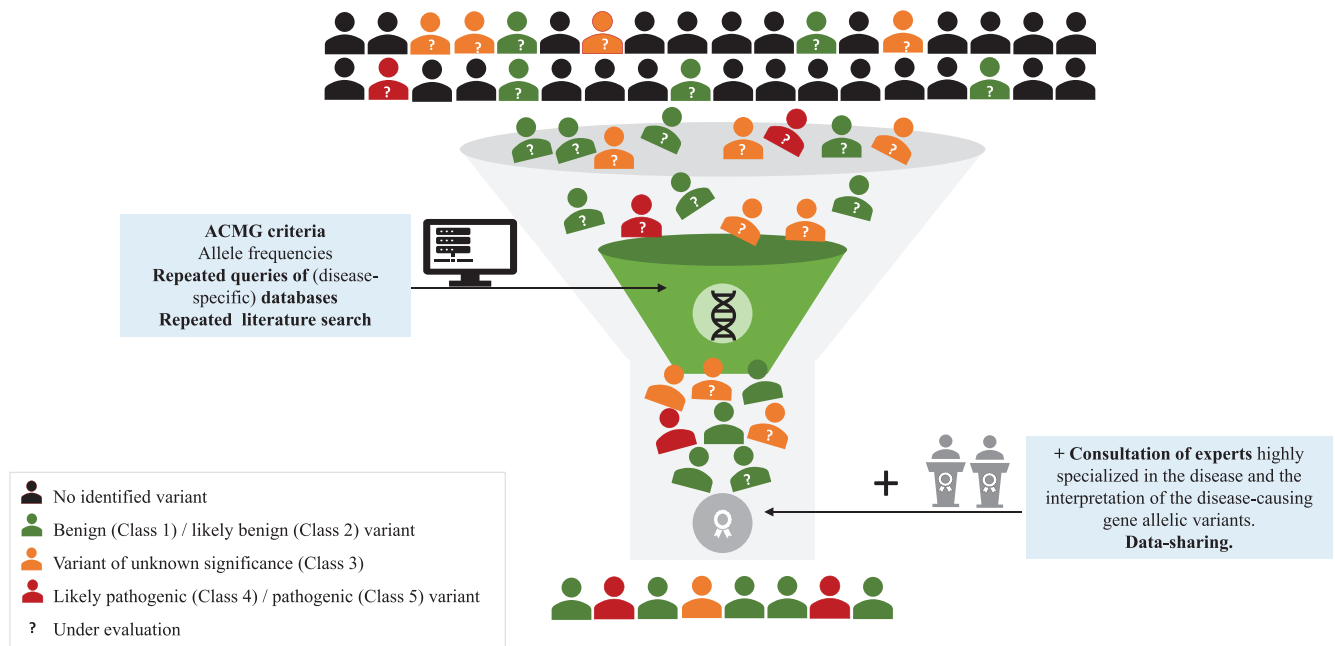 ? ? ? ? ? ?
? ? ? ?
? ? ? ? ? ? ? ?
? ? ? ? ? ?
ACMG criteria
Allele frequencies
Repeated queries of (disease-
specific) databases
Repeated literature search
?
?
?
+
+ Consultation of experts highly
specialized in the disease and the
interpretation of the disease-causing
gene allelic variants.
Data-sharing.
No identified variant
Benign (Class 1) / likely benign (Class 2) variant
Variant of unknown significance (Class 3)
Likely pathogenic (Class 4) / pathogenic (Class 5) variant
? Under evaluation